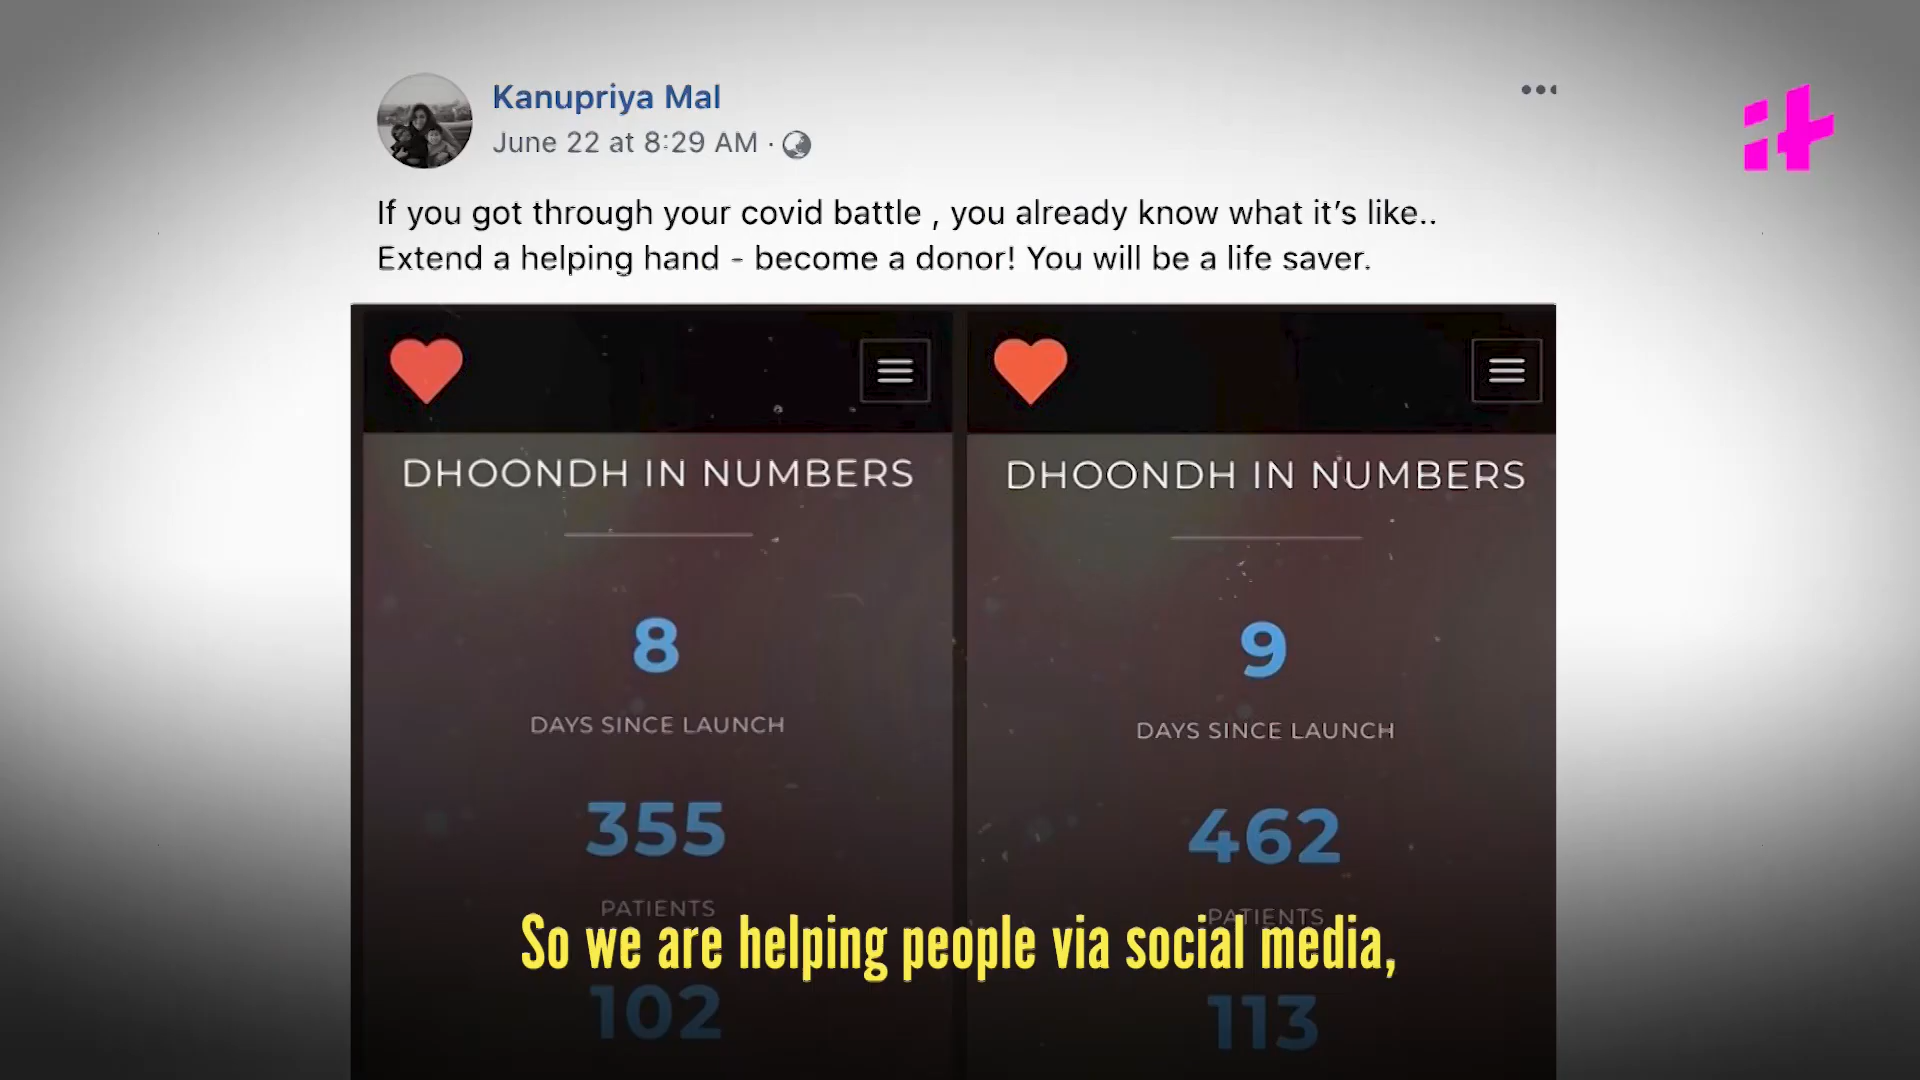 Kanupriya Mal
June 22 at 8:29 AM ·
If you got through your covid battle , you already know what it's like..
Extend a helping hand - become a donor! You will be a life saver.
DHOONDH IN NUMBERS
8
DAYS SINCE LAUNCH
355
PATIENTS
102
DHOONDH IN NUMBERS
9
DAYS SINCE LAUNCH
462
PATIENTS
113
So we are helping people via social media,
it